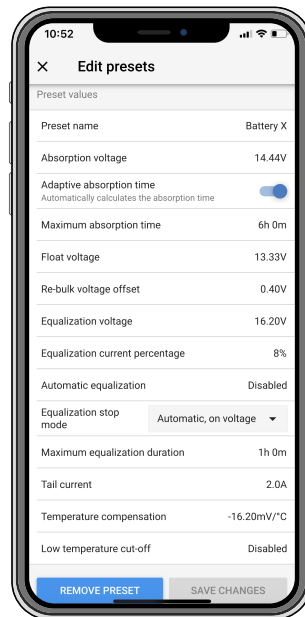 10:52
× Edit presets
Preset values
Preset name Battery X
Absorption voltage 14.44V
Adaptive absorption time
Automatically calculates the absorption time
Maximum absorption time 6h 0m
Float voltage 13.33V
Re-bulk voltage offset 0.40V
Equalization voltage 16.20V
Equalization current percentage 8%
Automatic equalization Disabled
Equalization stop
mode Automatic, on voltage
Maximum equalization duration 1h 0m
Tail current 2.0A
Temperature compensation -16.20mV/°C
Low temperature cut-off Disabled
REMOVE PRESET SAVE CHANGES